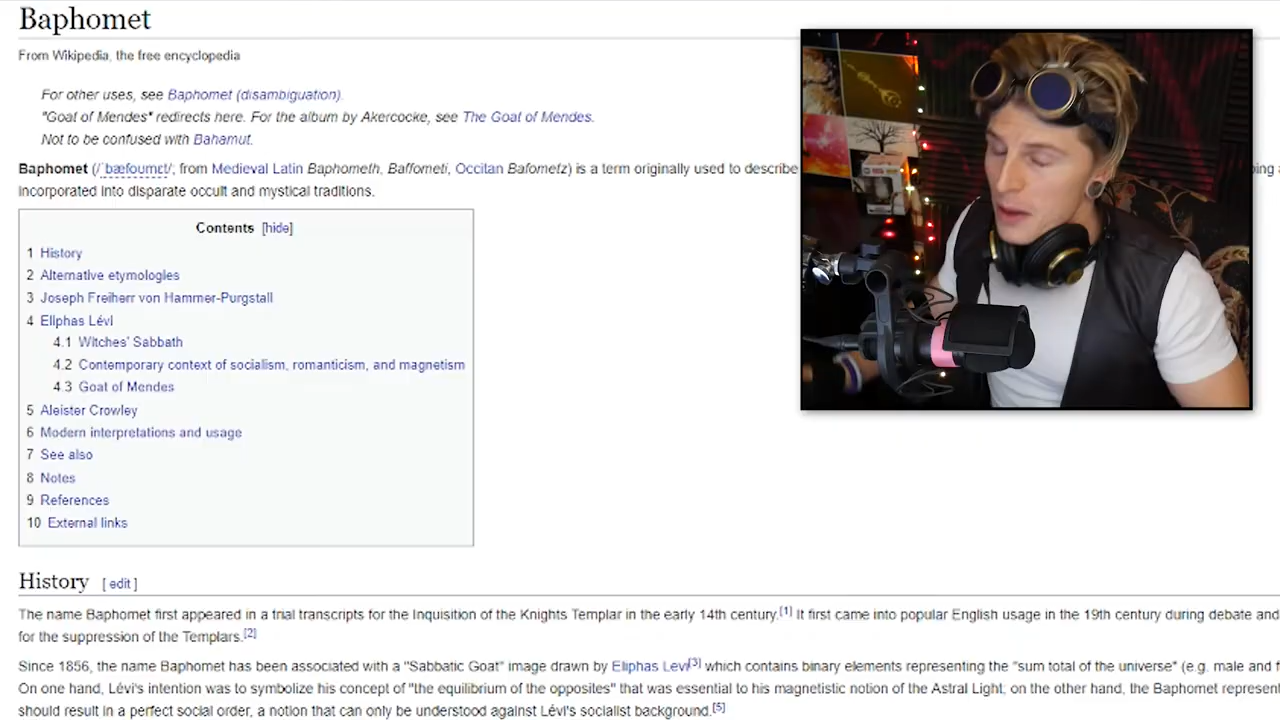 Baphomet
From Wikipedia, the free encyclopedia
For other uses, see Baphomet (disambiguation).
"Goat of Mendes" redirects here. For the album by Akercocke, see The Goat of Mendes.
Not to be confused with Bahamut.
Baphomet (/ˈbæfoʊmɛt/; from Medieval Latin Baphometh, Baffometi, Occitan Bafometz) is a term originally used to describe
incorporated into disparate occult and mystical traditions.
Contents [hide]
1 History
2 Alternative etymologies
3 Joseph Freiherr von Hammer-Purgstall
4 Eliphas Lévi
4.1 Witches' Sabbath
4.2 Contemporary context of socialism, romanticism, and magnetism
4.3 Goat of Mendes
5 Aleister Crowley
6 Modern interpretations and usage
7 See also
8 Notes
9 References
10 External links
History [ edit ]
The name Baphomet first appeared in a trial transcripts for the Inquisition of the Knights Templar in the early 14th century.[1] It first came into popular English usage in the 19th century during debate and
for the suppression of the Templars.[2]
Since 1856, the name Baphomet has been associated with a "Sabbatic Goat" image drawn by Eliphas Levi[3] which contains binary elements representing the "sum total of the universe" (e.g. male and
On one hand, Lévi's intention was to symbolize his concept of "the equilibrium of the opposites" that was essential to his magnetistic notion of the Astral Light; on the other hand, the Baphomet represent
should result in a perfect social order, a notion that can only be understood against Lévi's socialist background.[5]